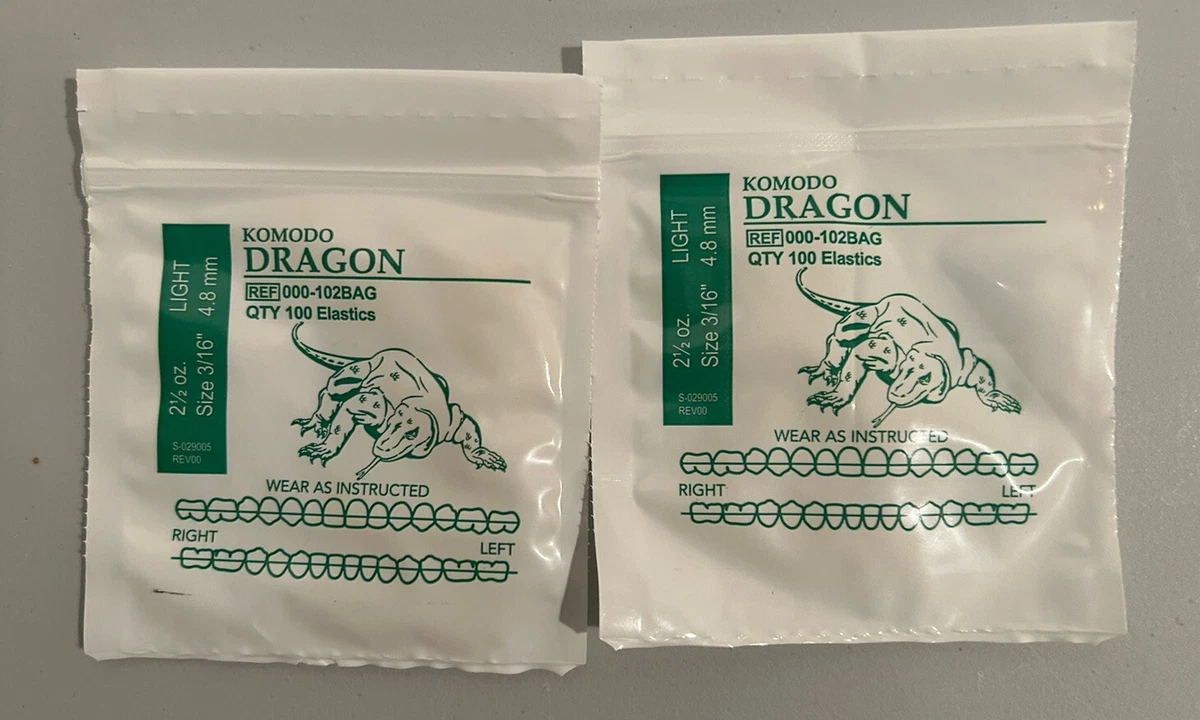 KOMODO
DRAGON
REF 000-102BAG
QTY 100 Elastics
2½ oz. LIGHT
Size 3/16" 4.8 mm
S-029005
REV00
WEAR AS INSTRUCTED
RIGHT
LEFT
KOMODO
DRAGON
REF 000-102BAG
QTY 100 Elastics
2½ oz. LIGHT
Size 3/16" 4.8 mm
S-029005
REV00
WEAR AS INSTRUCTED
RIGHT
LEFT